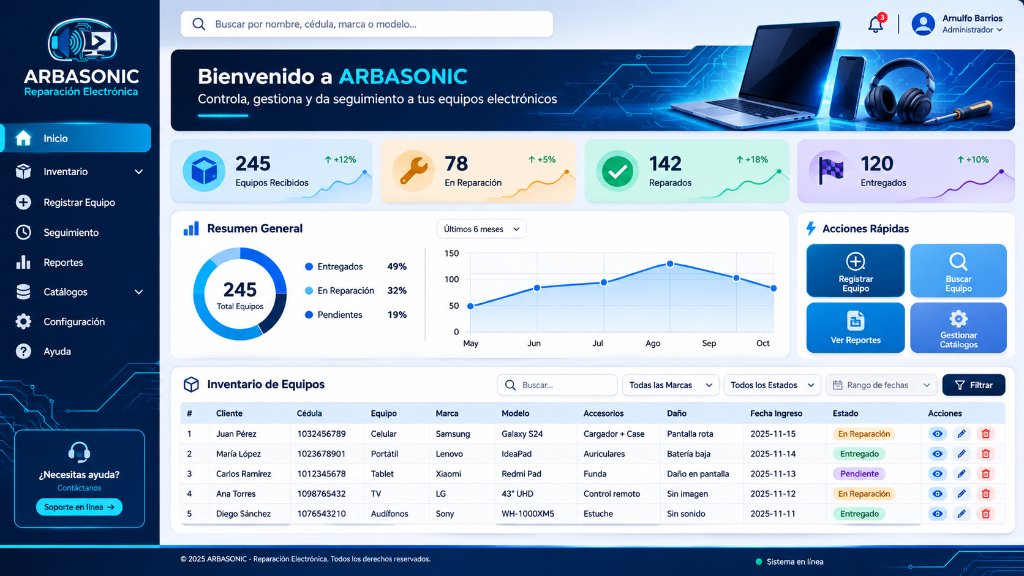 ARBASONIC
Reparación Electrónica
Inicio
Inventario
Registrar Equipo
Seguimiento
Reportes
Catálogos
Configuración
Ayuda
¿Necesitas ayuda?
Contáctanos
Soporte en línea →
Buscar por nombre, cédula, marca o modelo...
3
Arnulfo Barrios
Administrador
Bienvenido a ARBASONIC
Controla, gestiona y da seguimiento a tus equipos electrónicos
245
Equipos Recibidos
↑ +12%
78
En Reparación
↑ +5%
142
Reparados
↑ +18%
120
Entregados
↑ +10%
Resumen General
245
Total Equipos
Entregados 49%
En Reparación 32%
Pendientes 19%
Últimos 6 meses
150
100
50
0
May Jun Jul Ago Sep Oct
Acciones Rápidas
Registrar
Equipo
Buscar
Equipo
Ver Reportes
Gestionar
Catálogos
Inventario de Equipos
Buscar...
Todas las Marcas
Todos los Estados
Rango de fechas
Filtrar
# Cliente Cédula Equipo Marca Modelo Accesorios Daño Fecha Ingreso Estado Acciones
1 Juan Pérez 1032456789 Celular Samsung Galaxy S24 Cargador + Case Pantalla rota 2025-11-15 En Reparación
2 María López 1023678901 Portátil Lenovo IdeaPad Auriculares Batería baja 2025-11-14 Entregado
3 Carlos Ramírez 1012345678 Tablet Xiaomi Redmi Pad Funda Daño en pantalla 2025-11-13 Pendiente
4 Ana Torres 1098765432 TV LG 43" UHD Control remoto Sin imagen 2025-11-12 En Reparación
5 Diego Sánchez 1076543210 Audífonos Sony WH-1000XM5 Estuche Sin sonido 2025-11-11 Entregado
© 2025 ARBASONIC - Reparación Electrónica. Todos los derechos reservados.
Sistema en línea